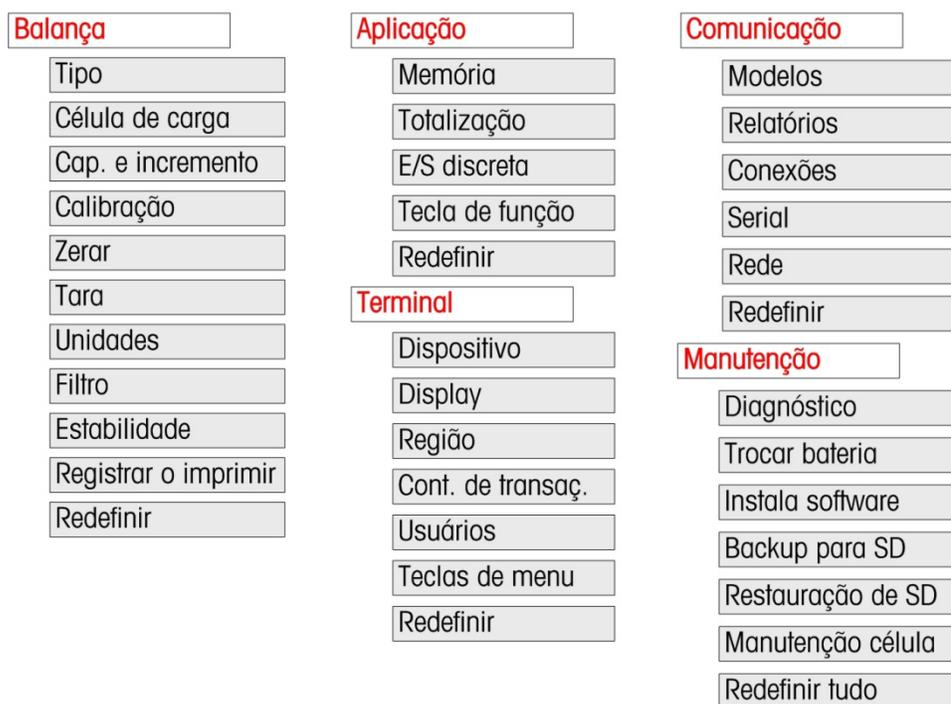 Balança
Tipo
Célula de carga
Cap. e incremento
Calibração
Zerar
Tara
Unidades
Filtro
Estabilidade
Registrar o imprimir
Redefinir
Aplicação
Memória
Totalização
E/S discreta
Tecla de função
Redefinir
Terminal
Dispositivo
Display
Região
Cont. de transaç.
Usuários
Teclas de menu
Redefinir
Comunicação
Modelos
Relatórios
Conexões
Serial
Rede
Redefinir
Manutenção
Diagnóstico
Trocar bateria
Instala software
Backup para SD
Restauração de SD
Manutenção célula
Redefinir tudo